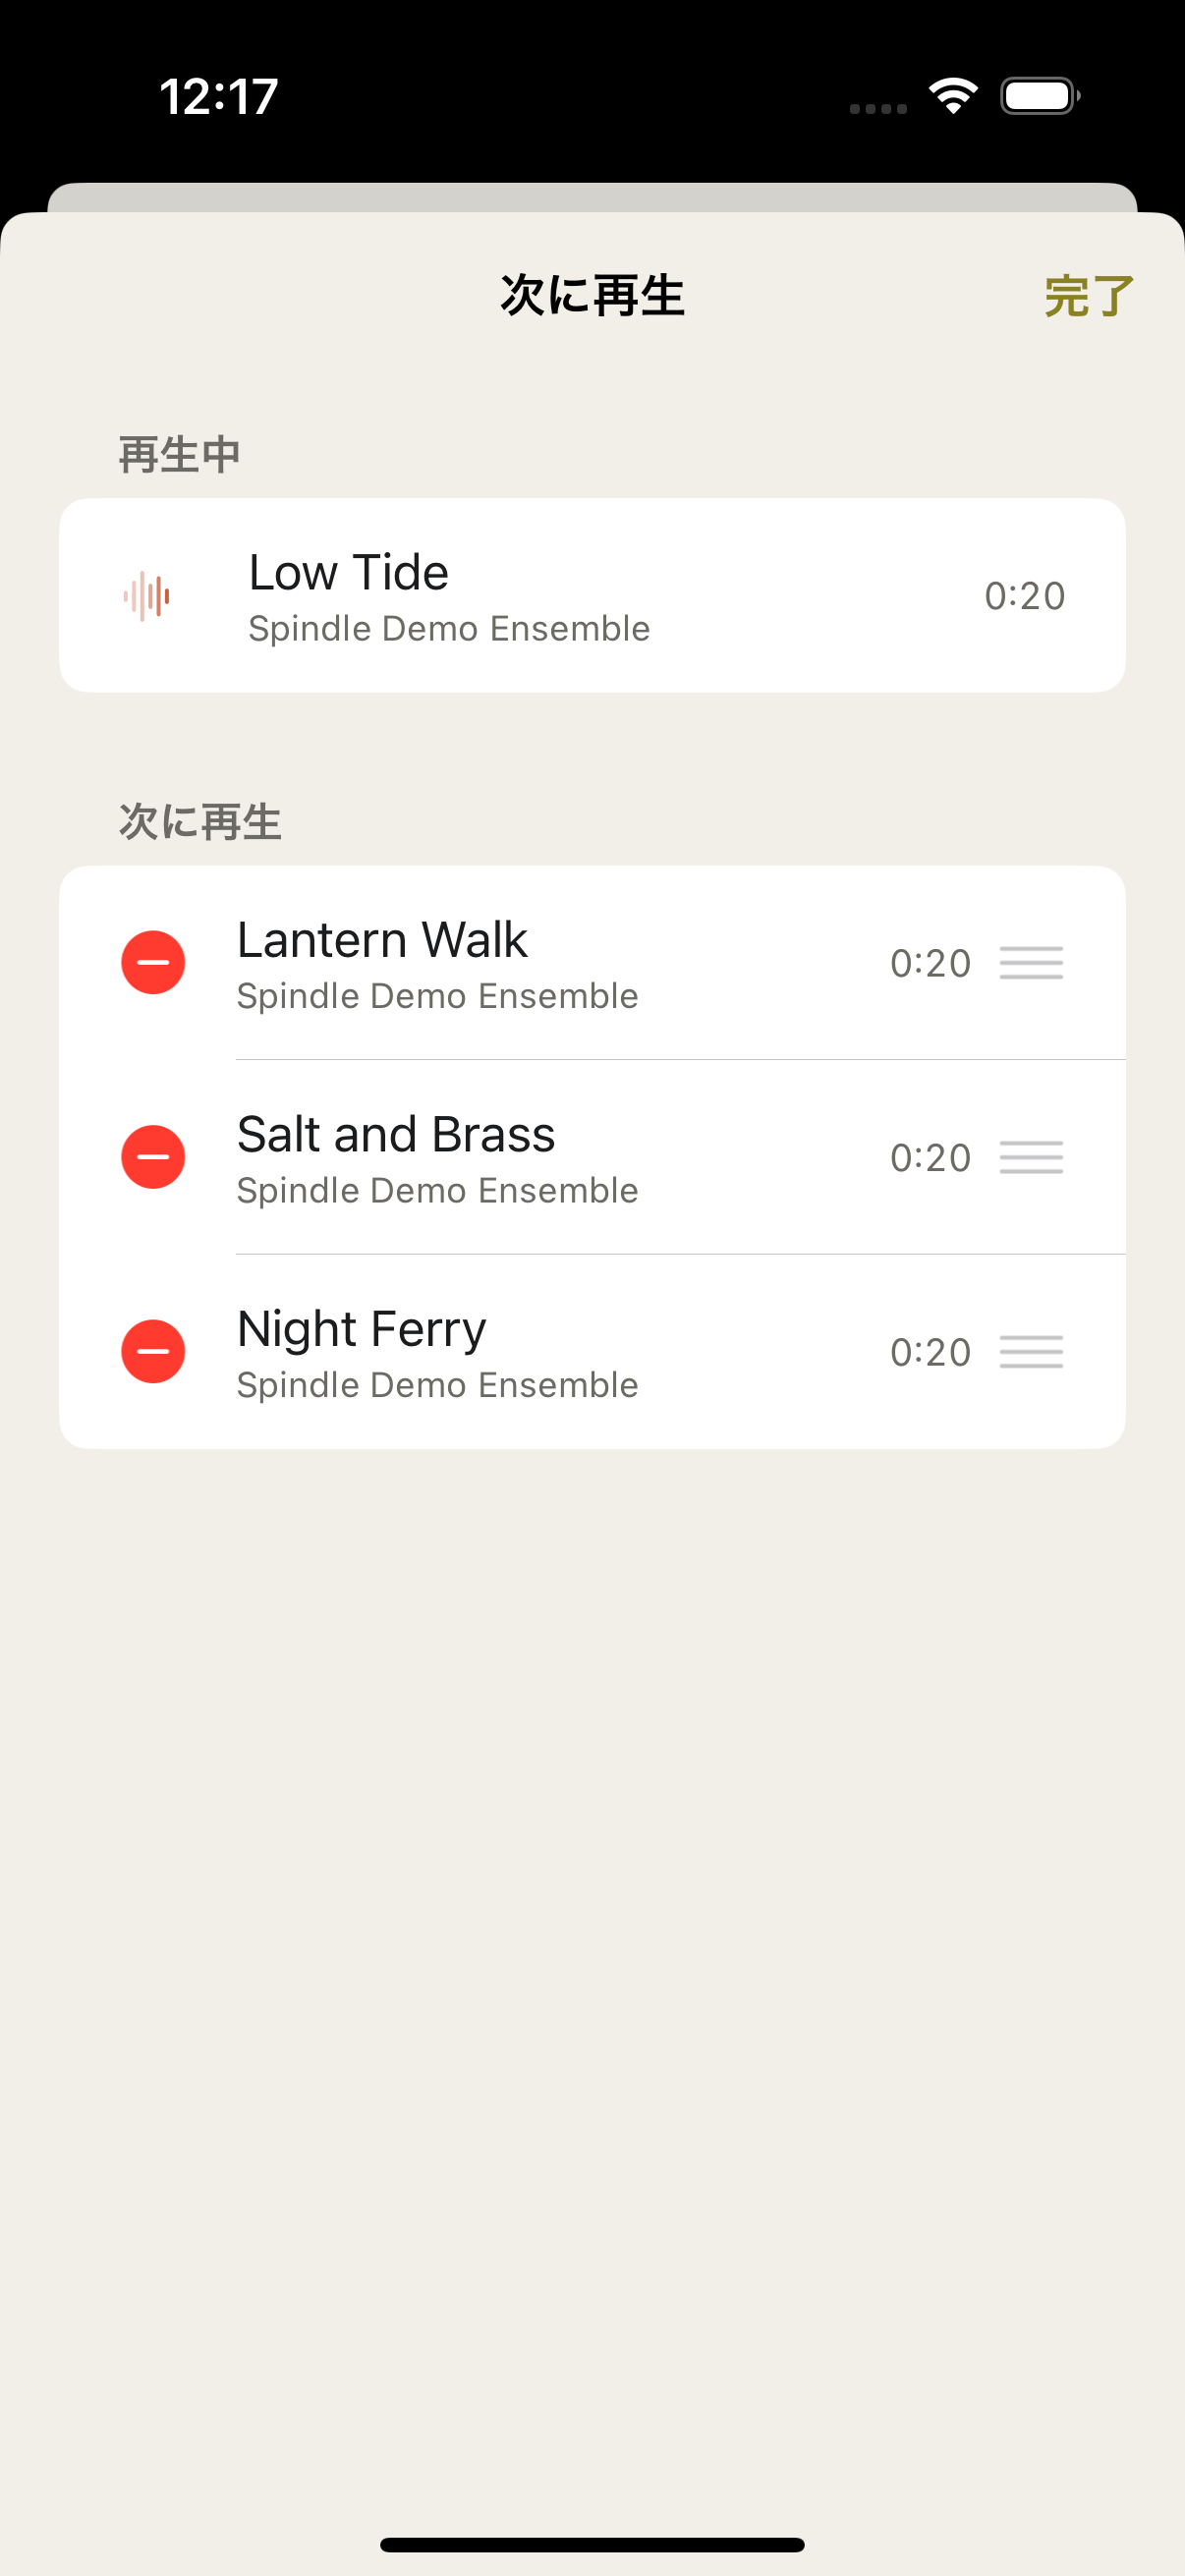 12:17
次に再生
完了
再生中
Low Tide
Spindle Demo Ensemble
0:20
次に再生
Lantern Walk
Spindle Demo Ensemble
0:20
Salt and Brass
Spindle Demo Ensemble
0:20
Night Ferry
Spindle Demo Ensemble
0:20